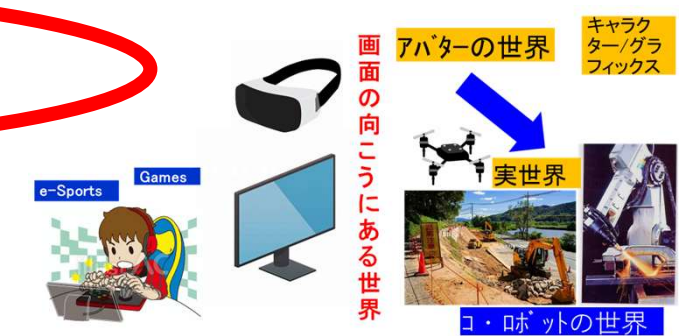 e-Sports
Games
画面の向こうにある世界
アバターの世界
キャラク
ター/グラ
フィックス
実世界
コ・ロボットの世界